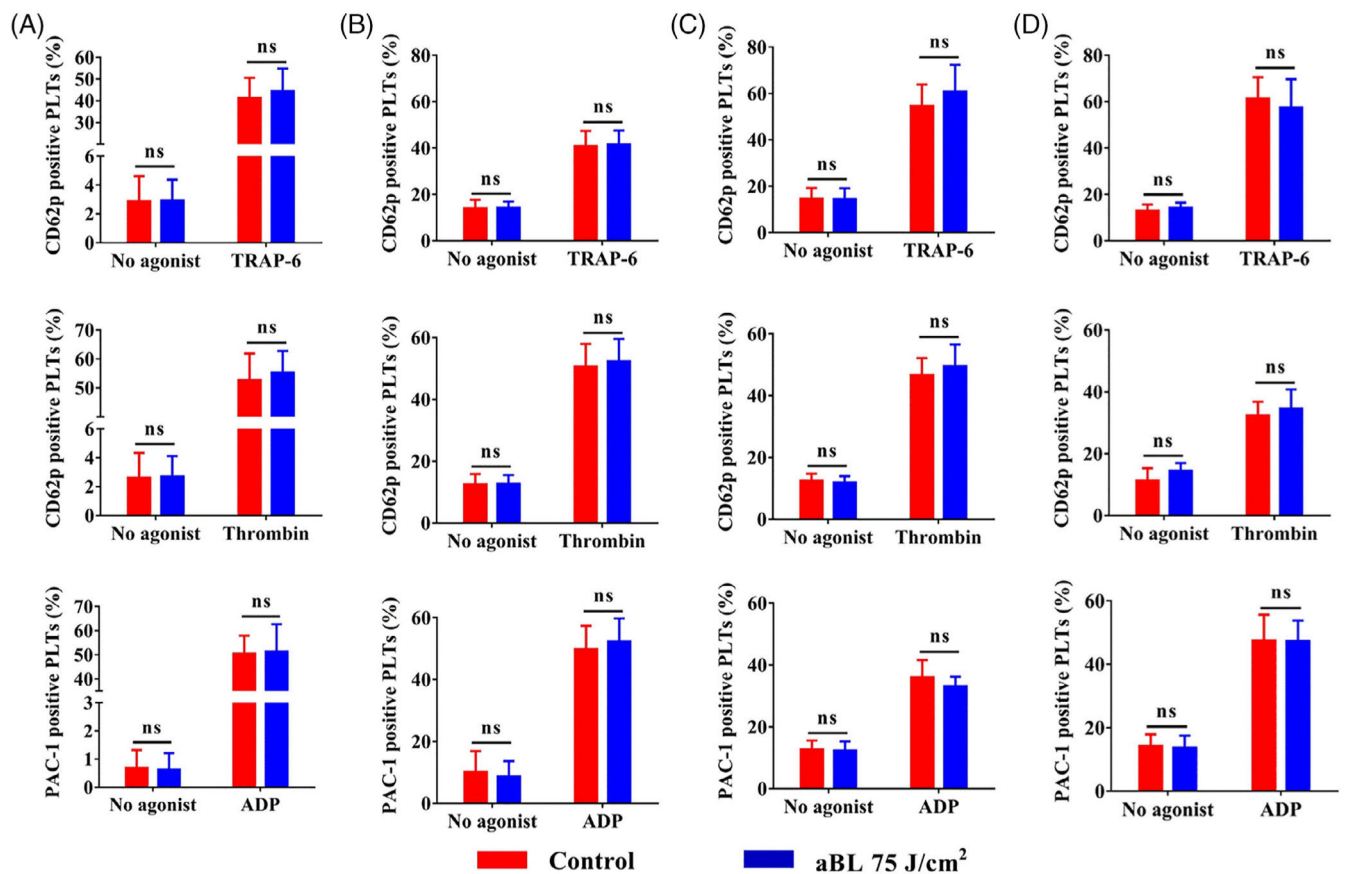 (A)
CD62p positive PLTs (%)
60
50
40
30
6
4
2
0
ns
ns
No agonist
TRAP-6
(B)
CD62p positive PLTs (%)
80
60
40
20
0
ns
ns
No agonist
TRAP-6
(C)
CD62p positive PLTs (%)
80
60
40
20
0
ns
ns
No agonist
TRAP-6
(D)
CD62p positive PLTs (%)
80
60
40
20
0
ns
ns
No agonist
TRAP-6
CD62p positive PLTs (%)
70
60
50
6
4
2
0
ns
ns
No agonist
Thrombin
CD62p positive PLTs (%)
60
40
20
0
ns
ns
No agonist
Thrombin
CD62p positive PLTs (%)
60
40
20
0
ns
ns
No agonist
Thrombin
CD62p positive PLTs (%)
60
40
20
0
ns
ns
No agonist
Thrombin
PAC-1 positive PLTs (%)
70
60
50
40
3
2
1
0
ns
ns
No agonist
ADP
PAC-1 positive PLTs (%)
60
40
20
0
ns
ns
No agonist
ADP
PAC-1 positive PLTs (%)
60
40
20
0
ns
ns
No agonist
ADP
PAC-1 positive PLTs (%)
60
40
20
0
ns
ns
No agonist
ADP
Control
aBL 75 J/cm²